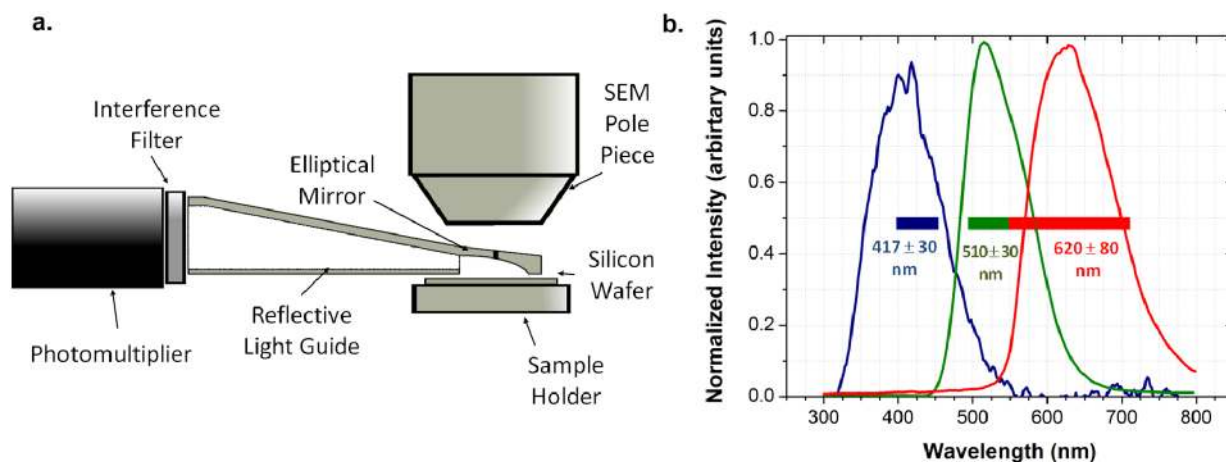 a.
Interference
Filter
Elliptical
Mirror
SEM
Pole
Piece
Silicon
Wafer
Reflective
Light Guide
Photomultiplier
Sample
Holder
b.
Normalized Intensity (arbirtary units)
1.0
0.8
0.6
0.4
0.2
0.0
417 ± 30
nm
510±30
nm
620 ± 80
nm
300 400 500 600 700 800
Wavelength (nm)